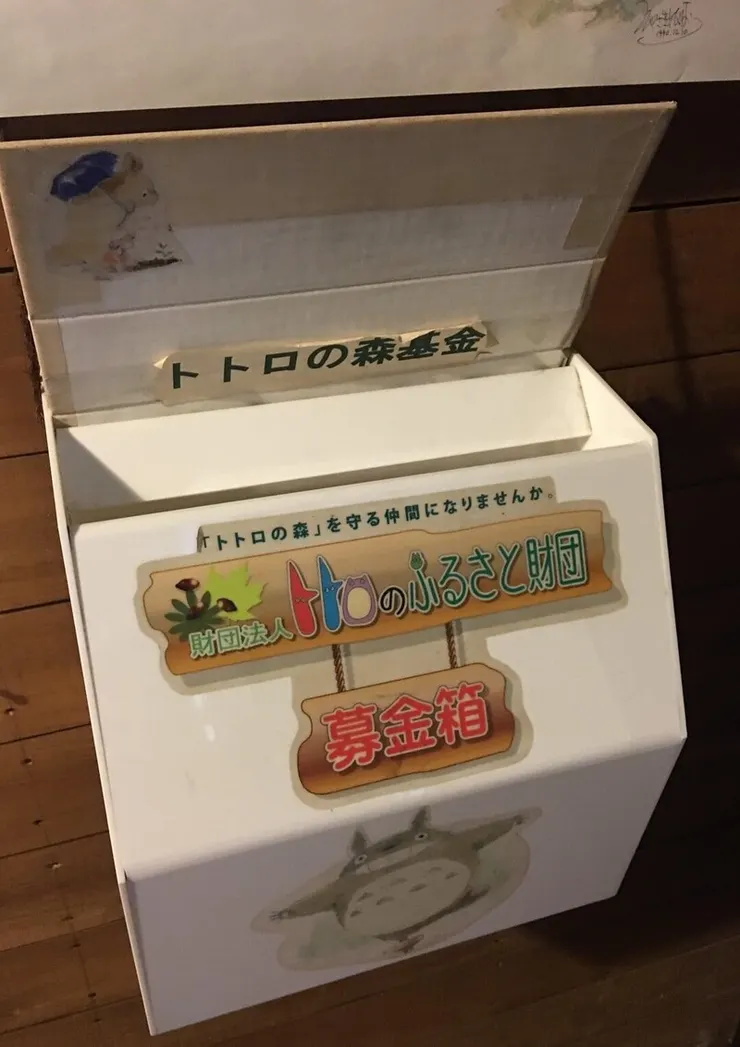 トトロの森基金
「トトロの森」を守る仲間になりませんか。
財団法人 トトロのふるさと財団
募金箱